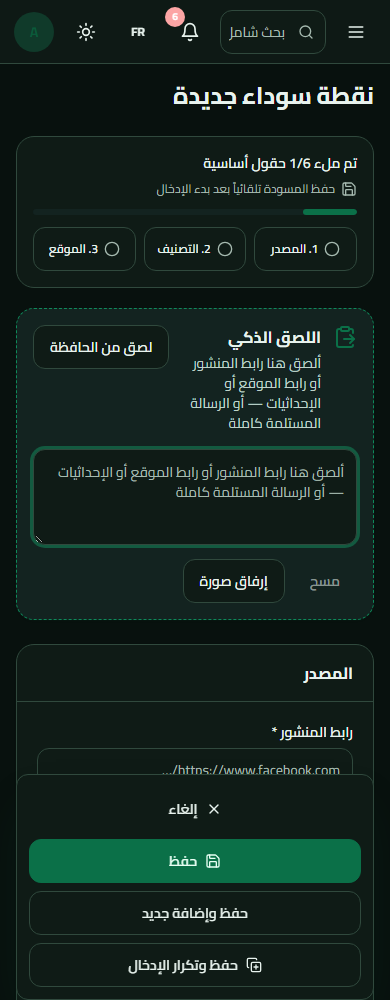 بحث شامل
6
FR
A
نقطة سوداء جديدة
تم ملء 1/6 حقول أساسية
حفظ المسودة تلقائياً بعد بدء الإدخال
1. المصدر
2. التصنيف
3. الموقع
اللصق الذكي
لصق من الحافظة
ألصق هنا رابط المنشور
أو رابط الموقع أو
الإحداثيات — أو الرسالة
المستلمة كاملة
ألصق هنا رابط المنشور أو رابط الموقع أو الإحداثيات
— أو الرسالة المستلمة كاملة
مسح
إرفاق صورة
المصدر
رابط المنشور *
https://www.facebook.com/...
إلغاء
حفظ
حفظ وإضافة جديد
حفظ وتكرار الإدخال